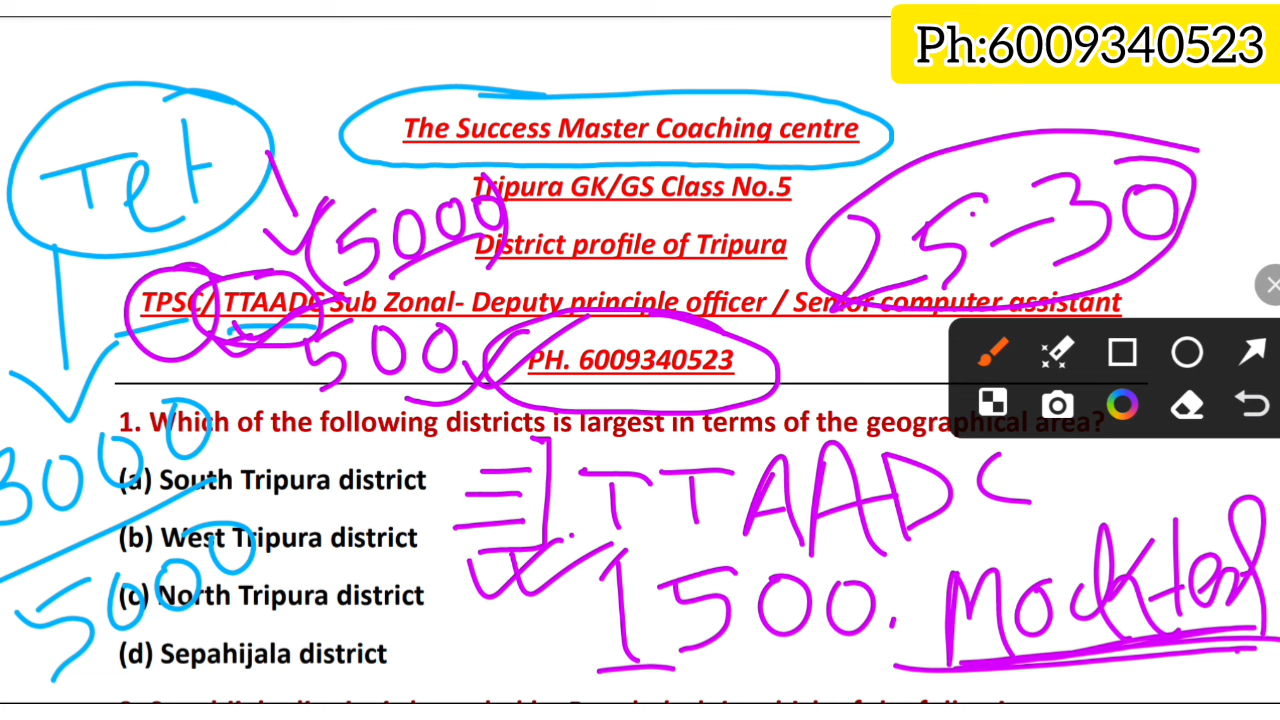 Ph:6009340523
The Success Master Coaching centre
Tripura GK/GS Class No.5
District profile of Tripura
TPSC/ TTAADC Sub Zonal- Deputy principle officer / Senior computer assistant
PH. 6009340523
Tet
5000
25-30
500
3000
5000
1. Which of the following districts is largest in terms of the geographical area?
(a) South Tripura district
(b) West Tripura district
(c) North Tripura district
(d) Sepahijala district
TTAADC
1500. Mocktest